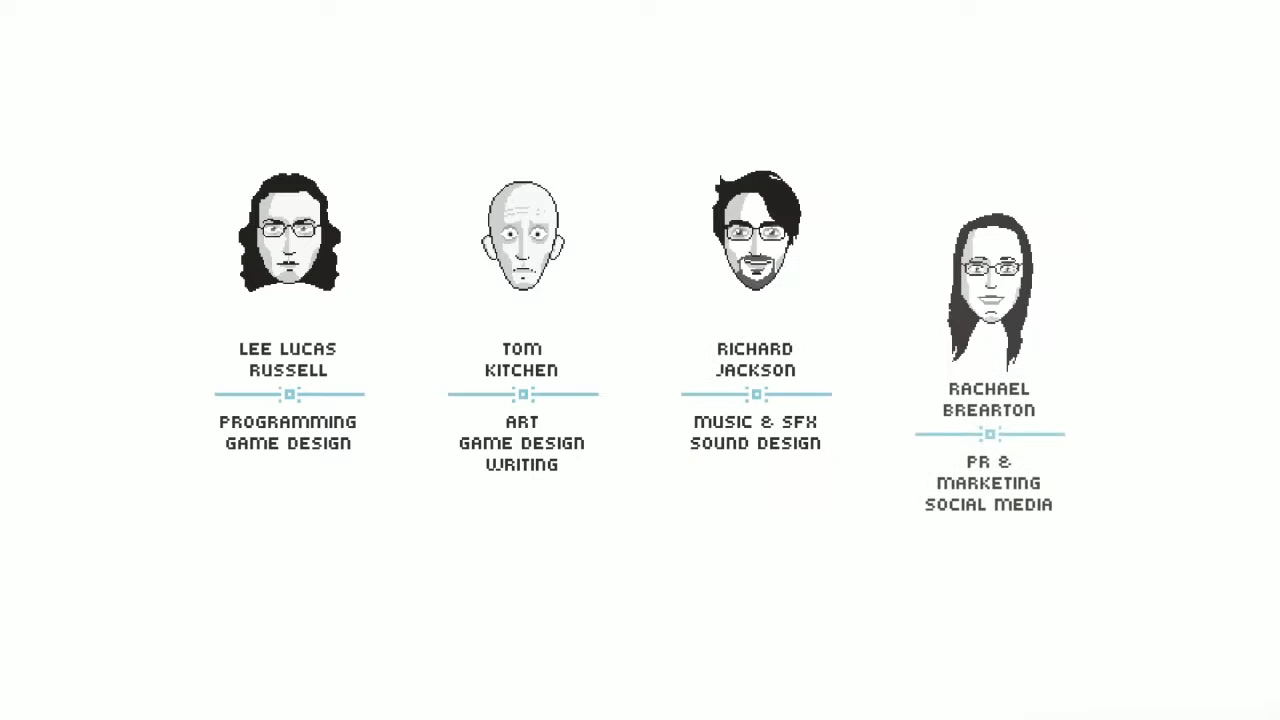 LEE LUCAS
RUSSELL
PROGRAMMING
GAME DESIGN
TOM
KITCHEN
ART
GAME DESIGN
WRITING
RICHARD
JACKSON
MUSIC & SFX
SOUND DESIGN
RACHAEL
BREARTON
PR &
MARKETING
SOCIAL MEDIA